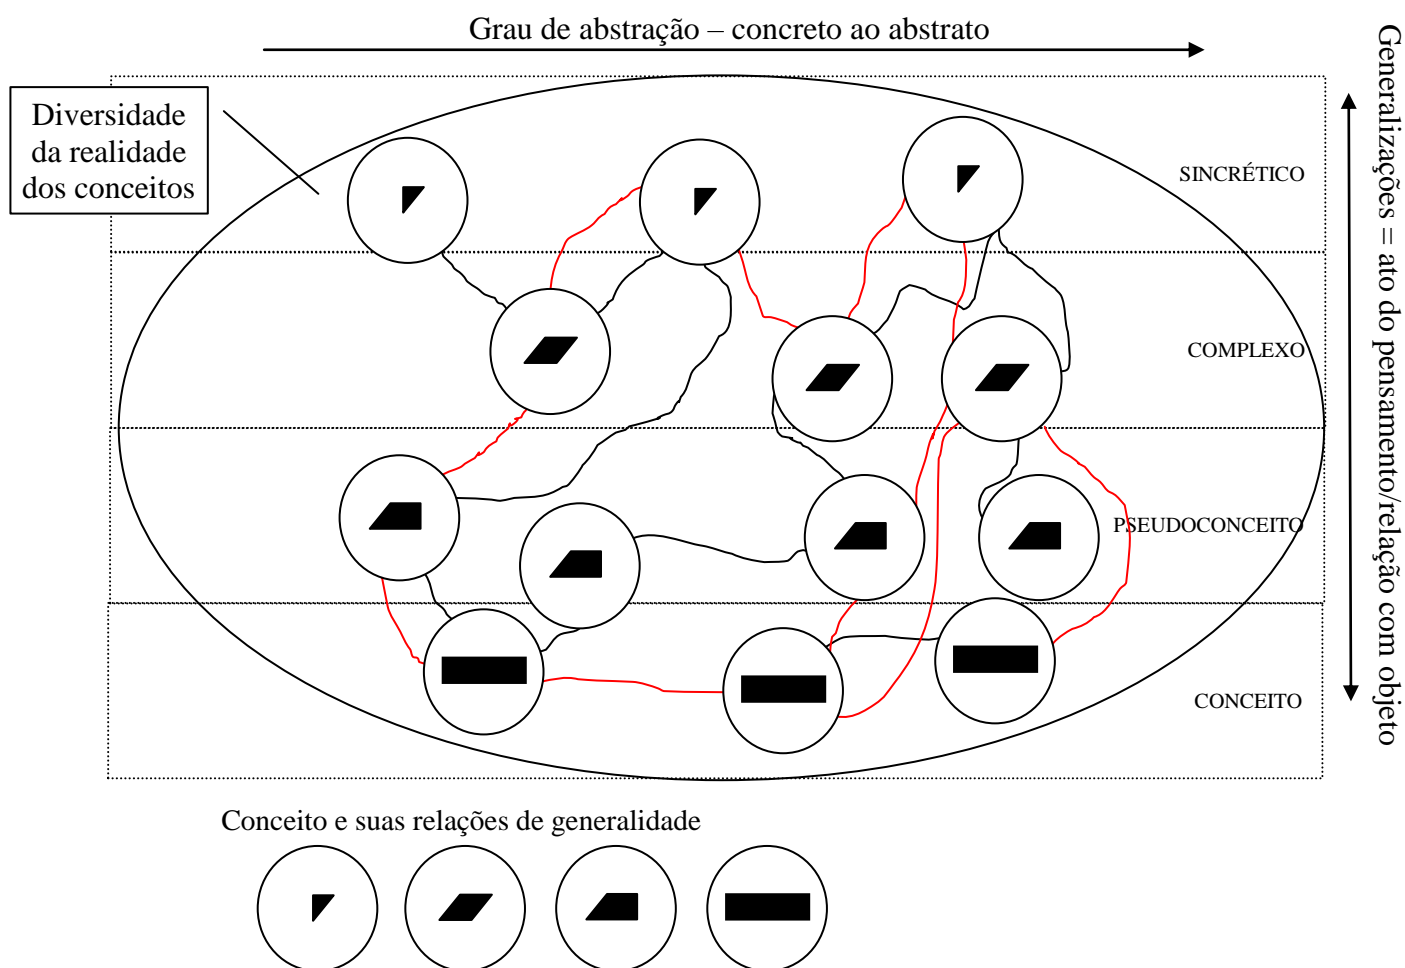 Grau de abstração – concreto ao abstrato
Diversidade
da realidade
dos conceitos
SINCRÉTICO
COMPLEXO
PSEUDOCONCEITO
CONCEITO
Generalizações = ato do pensamento/relação com objeto
Conceito e suas relações de generalidade